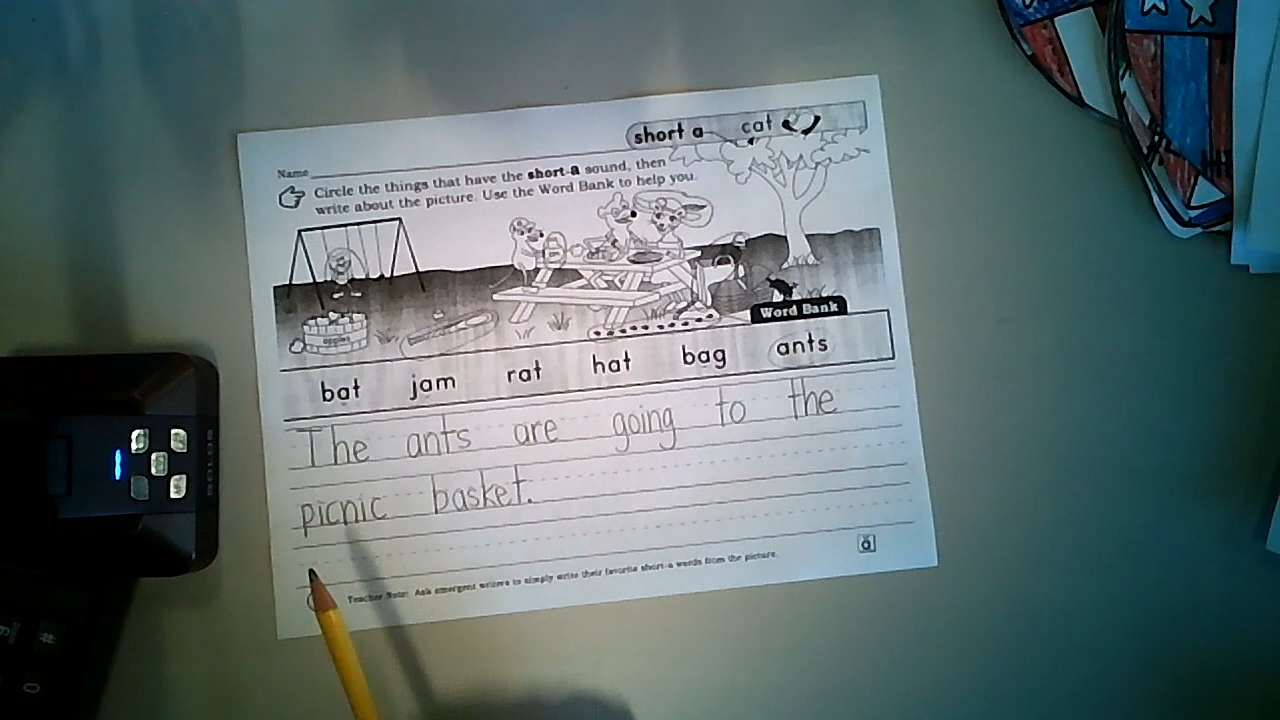 short a cat
Name
Circle the things that have the short-a sound, then
write about the picture. Use the Word Bank to help you.
apples
Word Bank
bat jam rat hat bag ants
The ants are going to the
picnic basket.
ă
Teacher Note: Ask emergent writers to simply write their favorite short-a words from the picture.
#
0